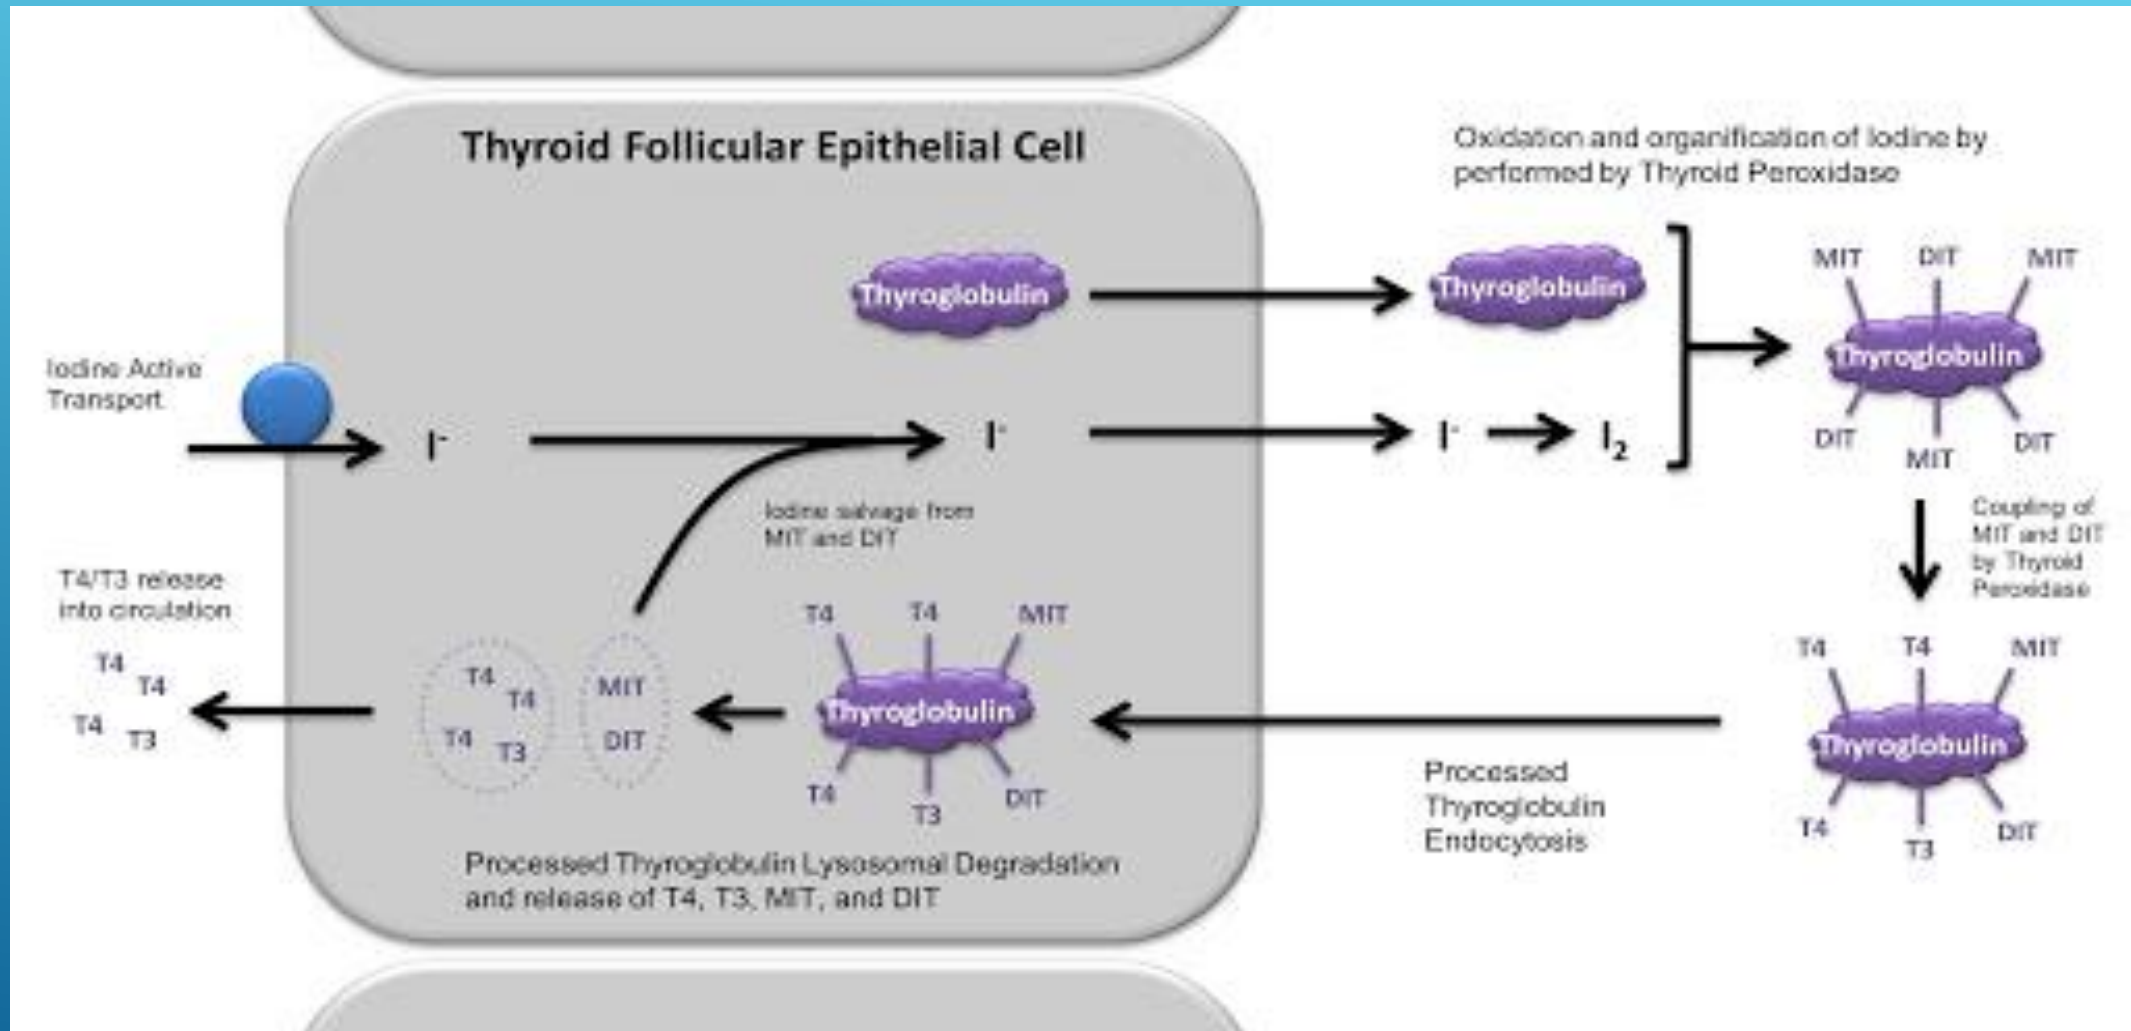 Thyroid Follicular Epithelial Cell
Oxidation and organification of Iodine by
performed by Thyroid Peroxidase
Thyroglobulin
Thyroglobulin
MIT
DIT
MIT
Thyroglobulin
DIT
MIT
DIT
Iodine Active
Transport
I-
I-
I-
I2
Iodine salvage from
MIT and DIT
Coupling of
MIT and DIT
by Thyroid
Peroxidase
T4/T3 release
into circulation
T4
T4
T4
T3
T4
T4
T4
T3
MIT
DIT
T4
T4
MIT
Thyroglobulin
T4
T3
DIT
T4
T4
MIT
Thyroglobulin
T4
T3
DIT
Processed
Thyroglobulin
Endocytosis
Processed Thyroglobulin Lysosomal Degradation
and release of T4, T3, MIT, and DIT